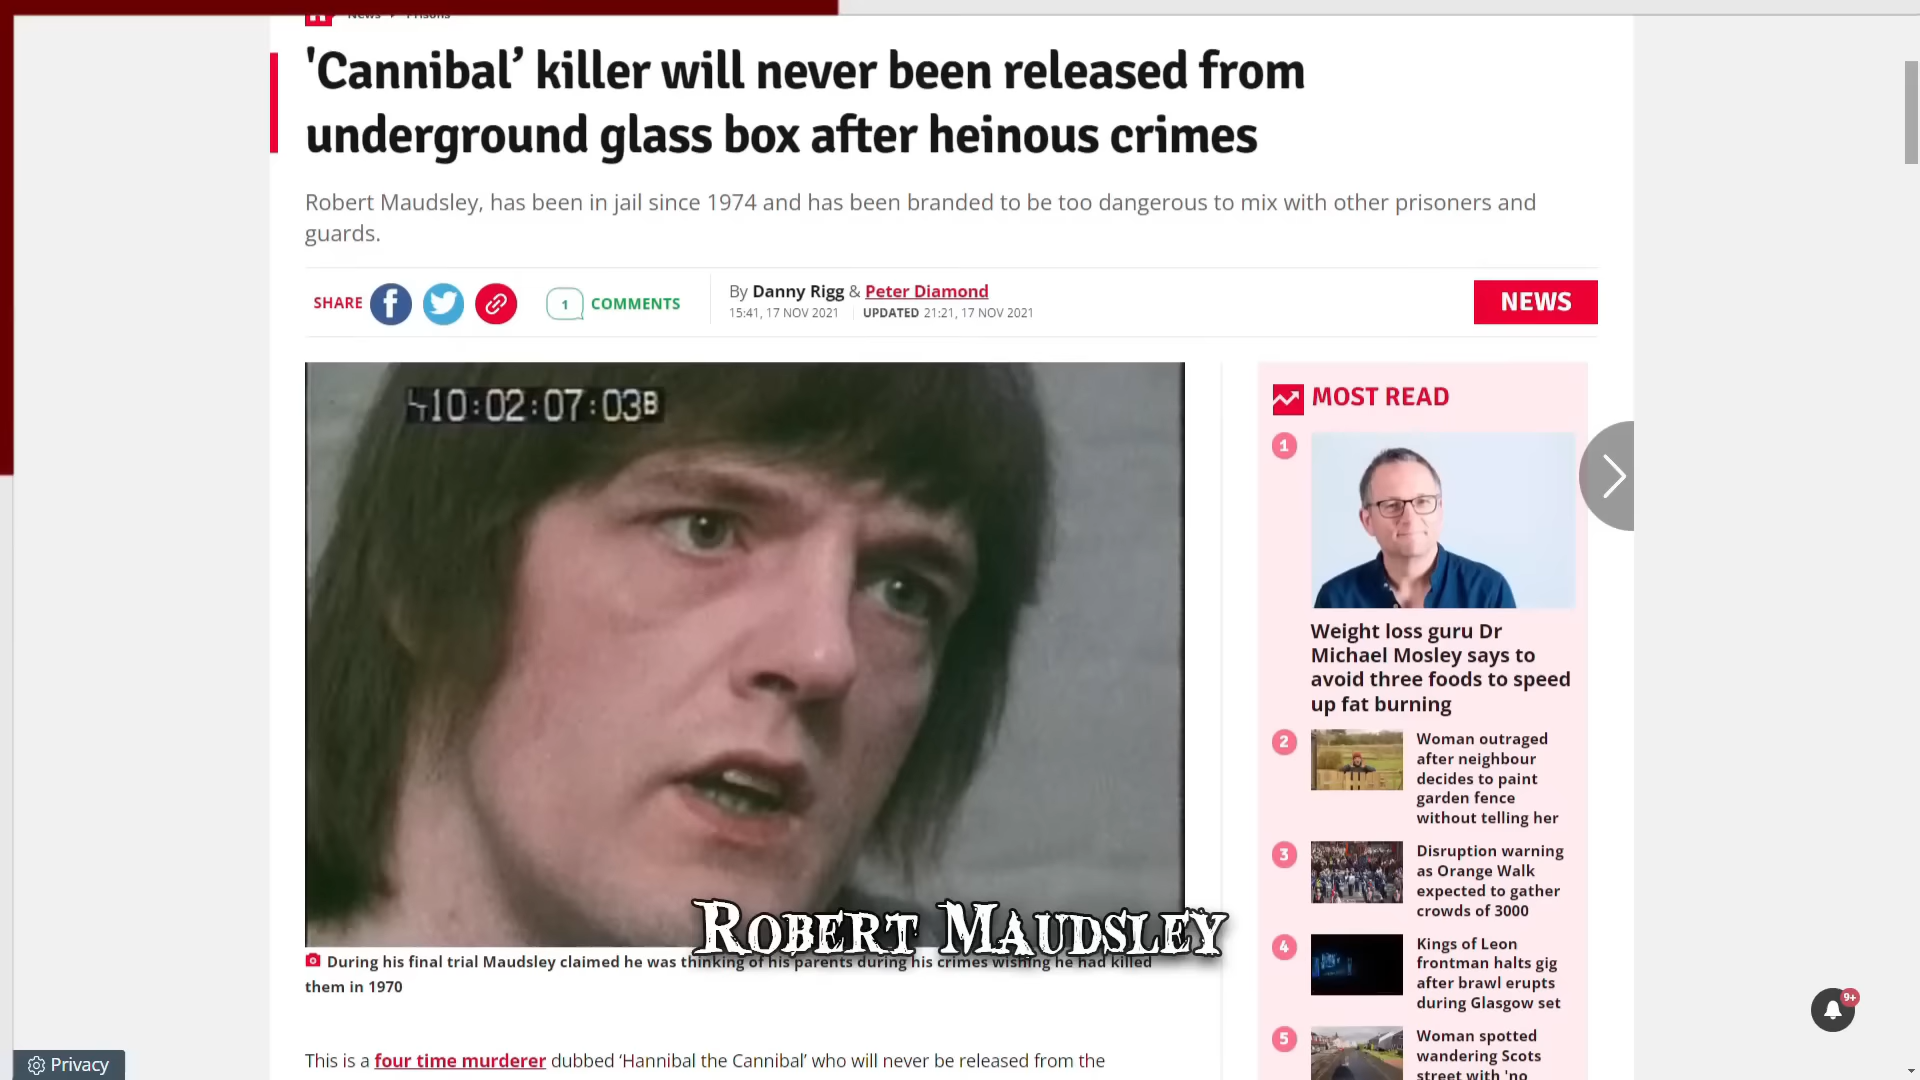 News
Prisons
'Cannibal’ killer will never been released from
underground glass box after heinous crimes
Robert Maudsley, has been in jail since 1974 and has been branded to be too dangerous to mix with other prisoners and
guards.
SHARE
1 COMMENTS
By Danny Rigg & Peter Diamond
15:41, 17 NOV 2021 UPDATED 21:21, 17 NOV 2021
NEWS
10:02:07:03B
ROBERT MAUDSLEY
During his final trial Maudsley claimed he was thinking of his parents during his crimes wishing he had killed
them in 1970
This is a four time murderer dubbed ‘Hannibal the Cannibal’ who will never be released from the
MOST READ
1
Weight loss guru Dr
Michael Mosley says to
avoid three foods to speed
up fat burning
2
Woman outraged
after neighbour
decides to paint
garden fence
without telling her
3
Disruption warning
as Orange Walk
expected to gather
crowds of 3000
4
Kings of Leon
frontman halts gig
after brawl erupts
during Glasgow set
5
Woman spotted
wandering Scots
street with 'no
9+
Privacy